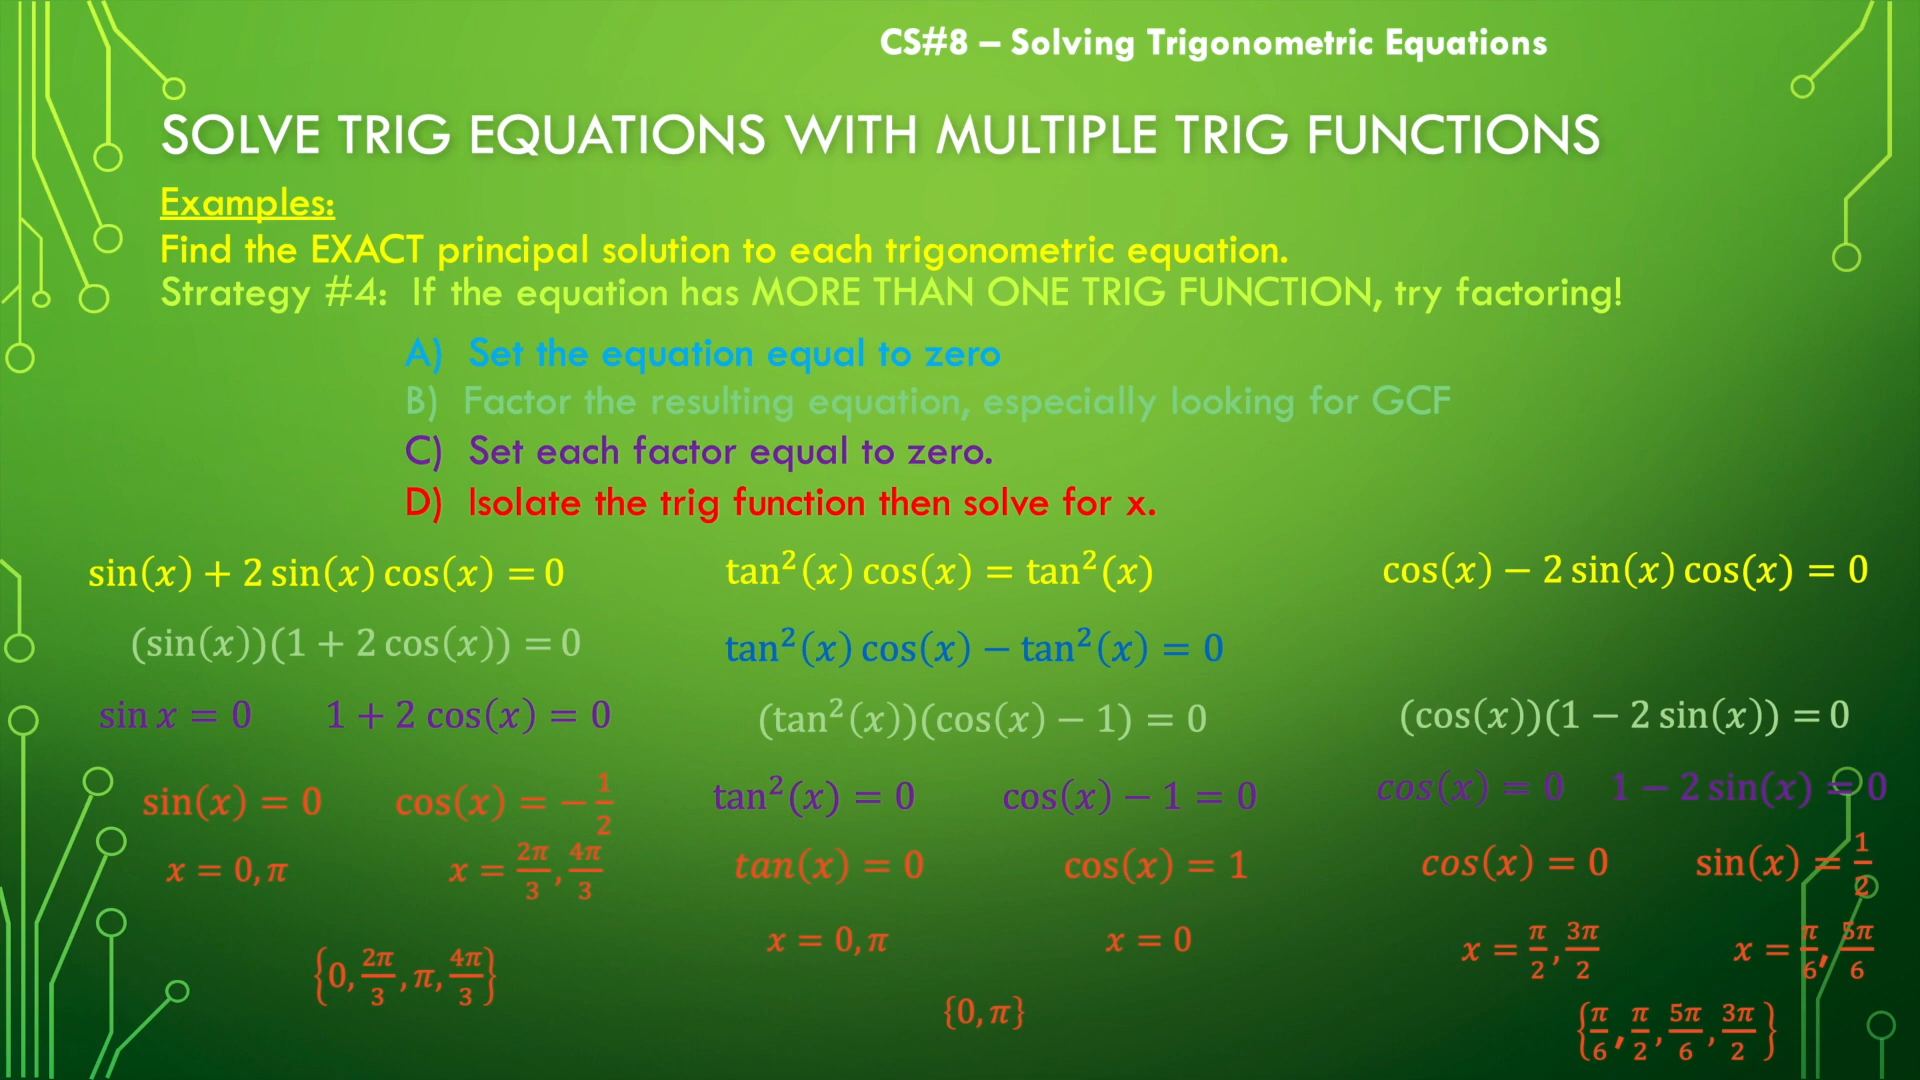 CS#8 – Solving Trigonometric Equations
SOLVE TRIG EQUATIONS WITH MULTIPLE TRIG FUNCTIONS
Examples:
Find the EXACT principal solution to each trigonometric equation.
Strategy #4: If the equation has MORE THAN ONE TRIG FUNCTION, try factoring!
A) Set the equation equal to zero
B) Factor the resulting equation, especially looking for GCF
C) Set each factor equal to zero.
D) Isolate the trig function then solve for x.
sin(x) + 2 sin(x) cos(x) = 0
(sin(x))(1 + 2 cos(x)) = 0
sin x = 0 1 + 2 cos(x) = 0
sin(x) = 0 cos(x) = −1/2
x = 0, π x = 2π/3, 4π/3
{0, 2π/3, π, 4π/3}
tan²(x) cos(x) = tan²(x)
tan²(x) cos(x) − tan²(x) = 0
(tan²(x))(cos(x) − 1) = 0
tan²(x) = 0 cos(x) − 1 = 0
tan(x) = 0 cos(x) = 1
x = 0, π x = 0
{0, π}
cos(x) − 2 sin(x) cos(x) = 0
(cos(x))(1 − 2 sin(x)) = 0
cos(x) = 0 1 − 2 sin(x) = 0
cos(x) = 0 sin(x) = 1/2
x = π/2, 3π/2 x = π/6, 5π/6
{π/6, π/2, 5π/6, 3π/2}